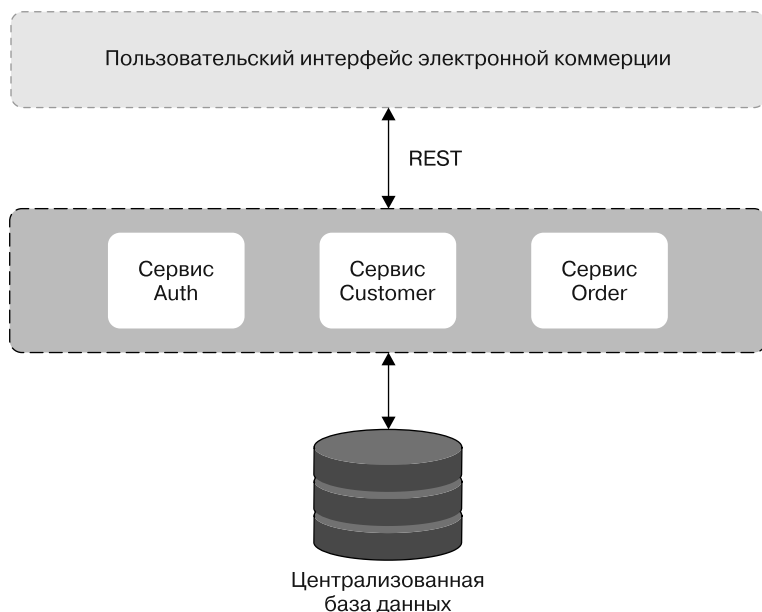 Пользовательский интерфейс электронной коммерции
REST
Сервис
Auth
Сервис
Customer
Сервис
Order
Централизованная
база данных